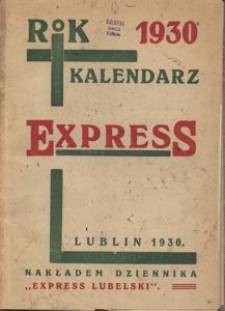 RoK 1930
KALENDARZ
EXPRESS
LUBLIN 1930.
NAKŁADEM DZIENNIKA
„EXPRESS LUBELSKI".